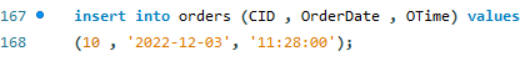 167 insert into orders (CID , OrderDate , OTime) values
168 (10 , '2022-12-03', '11:28:00');